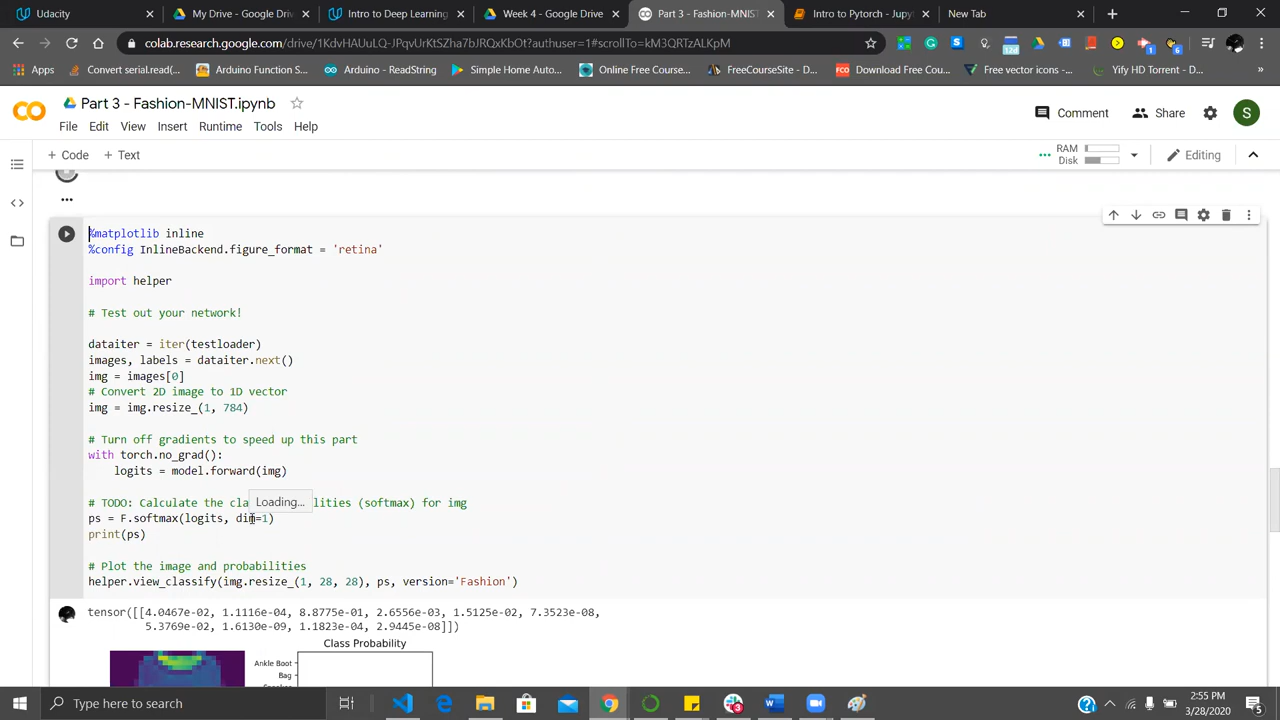 Udacity
My Drive - Google Drive
Intro to Deep Learning
Week 4 - Google Drive
Part 3 - Fashion-MNIST
Intro to Pytorch - Jupy
New Tab
colab.research.google.com/drive/1KdvHAUuLQ-JPqvUrKtSZha7bJRQxKbOt?authuser=1#scrollTo=kM3QRTzALKpM
Apps
Convert serial.read(...
Arduino Function S...
Arduino - ReadString
Simple Home Auto...
Online Free Course...
FreeCourseSite - Do...
Download Free Cou...
Free vector icons (...
Yify HD Torrent - D...
Part 3 - Fashion-MNIST.ipynb
Comment
Share
S
File Edit View Insert Runtime Tools Help
+ Code + Text
RAM
Disk
Editing
%matplotlib inline
%config InlineBackend.figure_format = 'retina'
import helper
# Test out your network!
dataiter = iter(testloader)
images, labels = dataiter.next()
img = images[0]
# Convert 2D image to 1D vector
img = img.resize_(1, 784)
# Turn off gradients to speed up this part
with torch.no_grad():
logits = model.forward(img)
# TODO: Calculate the cla
Loading...
lities (softmax) for img
ps = F.softmax(logits, dim=1)
print(ps)
# Plot the image and probabilities
helper.view_classify(img.resize_(1, 28, 28), ps, version='Fashion')
tensor([[4.0467e-02, 1.1116e-04, 8.8775e-01, 2.6556e-03, 1.5125e-02, 7.3523e-08,
5.3769e-02, 1.6130e-09, 1.1823e-04, 2.9445e-08]])
Class Probability
Ankle Boot
Bag
Type here to search
2:55 PM
3/28/2020